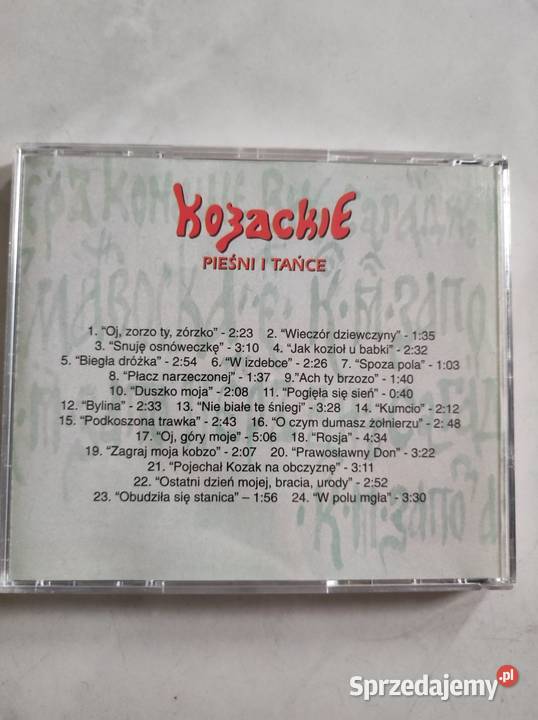 Kozackie
PIEŚNI I TAŃCE
1. “Oj, zorzo ty, zórzko” - 2:23 2. “Wieczór dziewczyny” - 1:35
3. “Snuję osnóweczkę” - 3:10 4. “Jak kozioł u babki” - 2:32
5. “Biegła dróżka” - 2:54 6. “W izdebce” - 2:26 7. “Spoza pola” - 1:03
8. “Płacz narzeczonej” - 1:37 9.“Ach ty brzozo” - 1:40
10. “Duszko moja” - 2:08 11. “Pogięła się sień” - 0:40
12. “Bylina” - 2:33 13. “Nie białe te śniegi” - 3:28 14. “Kumcio” - 2:12
15. “Podkoszona trawka” - 2:43 16. “O czym dumasz żołnierzu” - 2: 48
17. “Oj, góry moje” - 5:06 18. “Rosja” - 4:34
19. “Zagraj moja kobzo” - 2:07 20. “Prawosławny Don” - 3:22
21. “Pojechał Kozak na obczyznę” - 3:11
22. “Ostatni dzień mojej, bracia, urody” - 2:52
23. “Obudziła się stanica” – 1:56 24. “W polu mgła” - 3:30
Sprzedajemy.pl